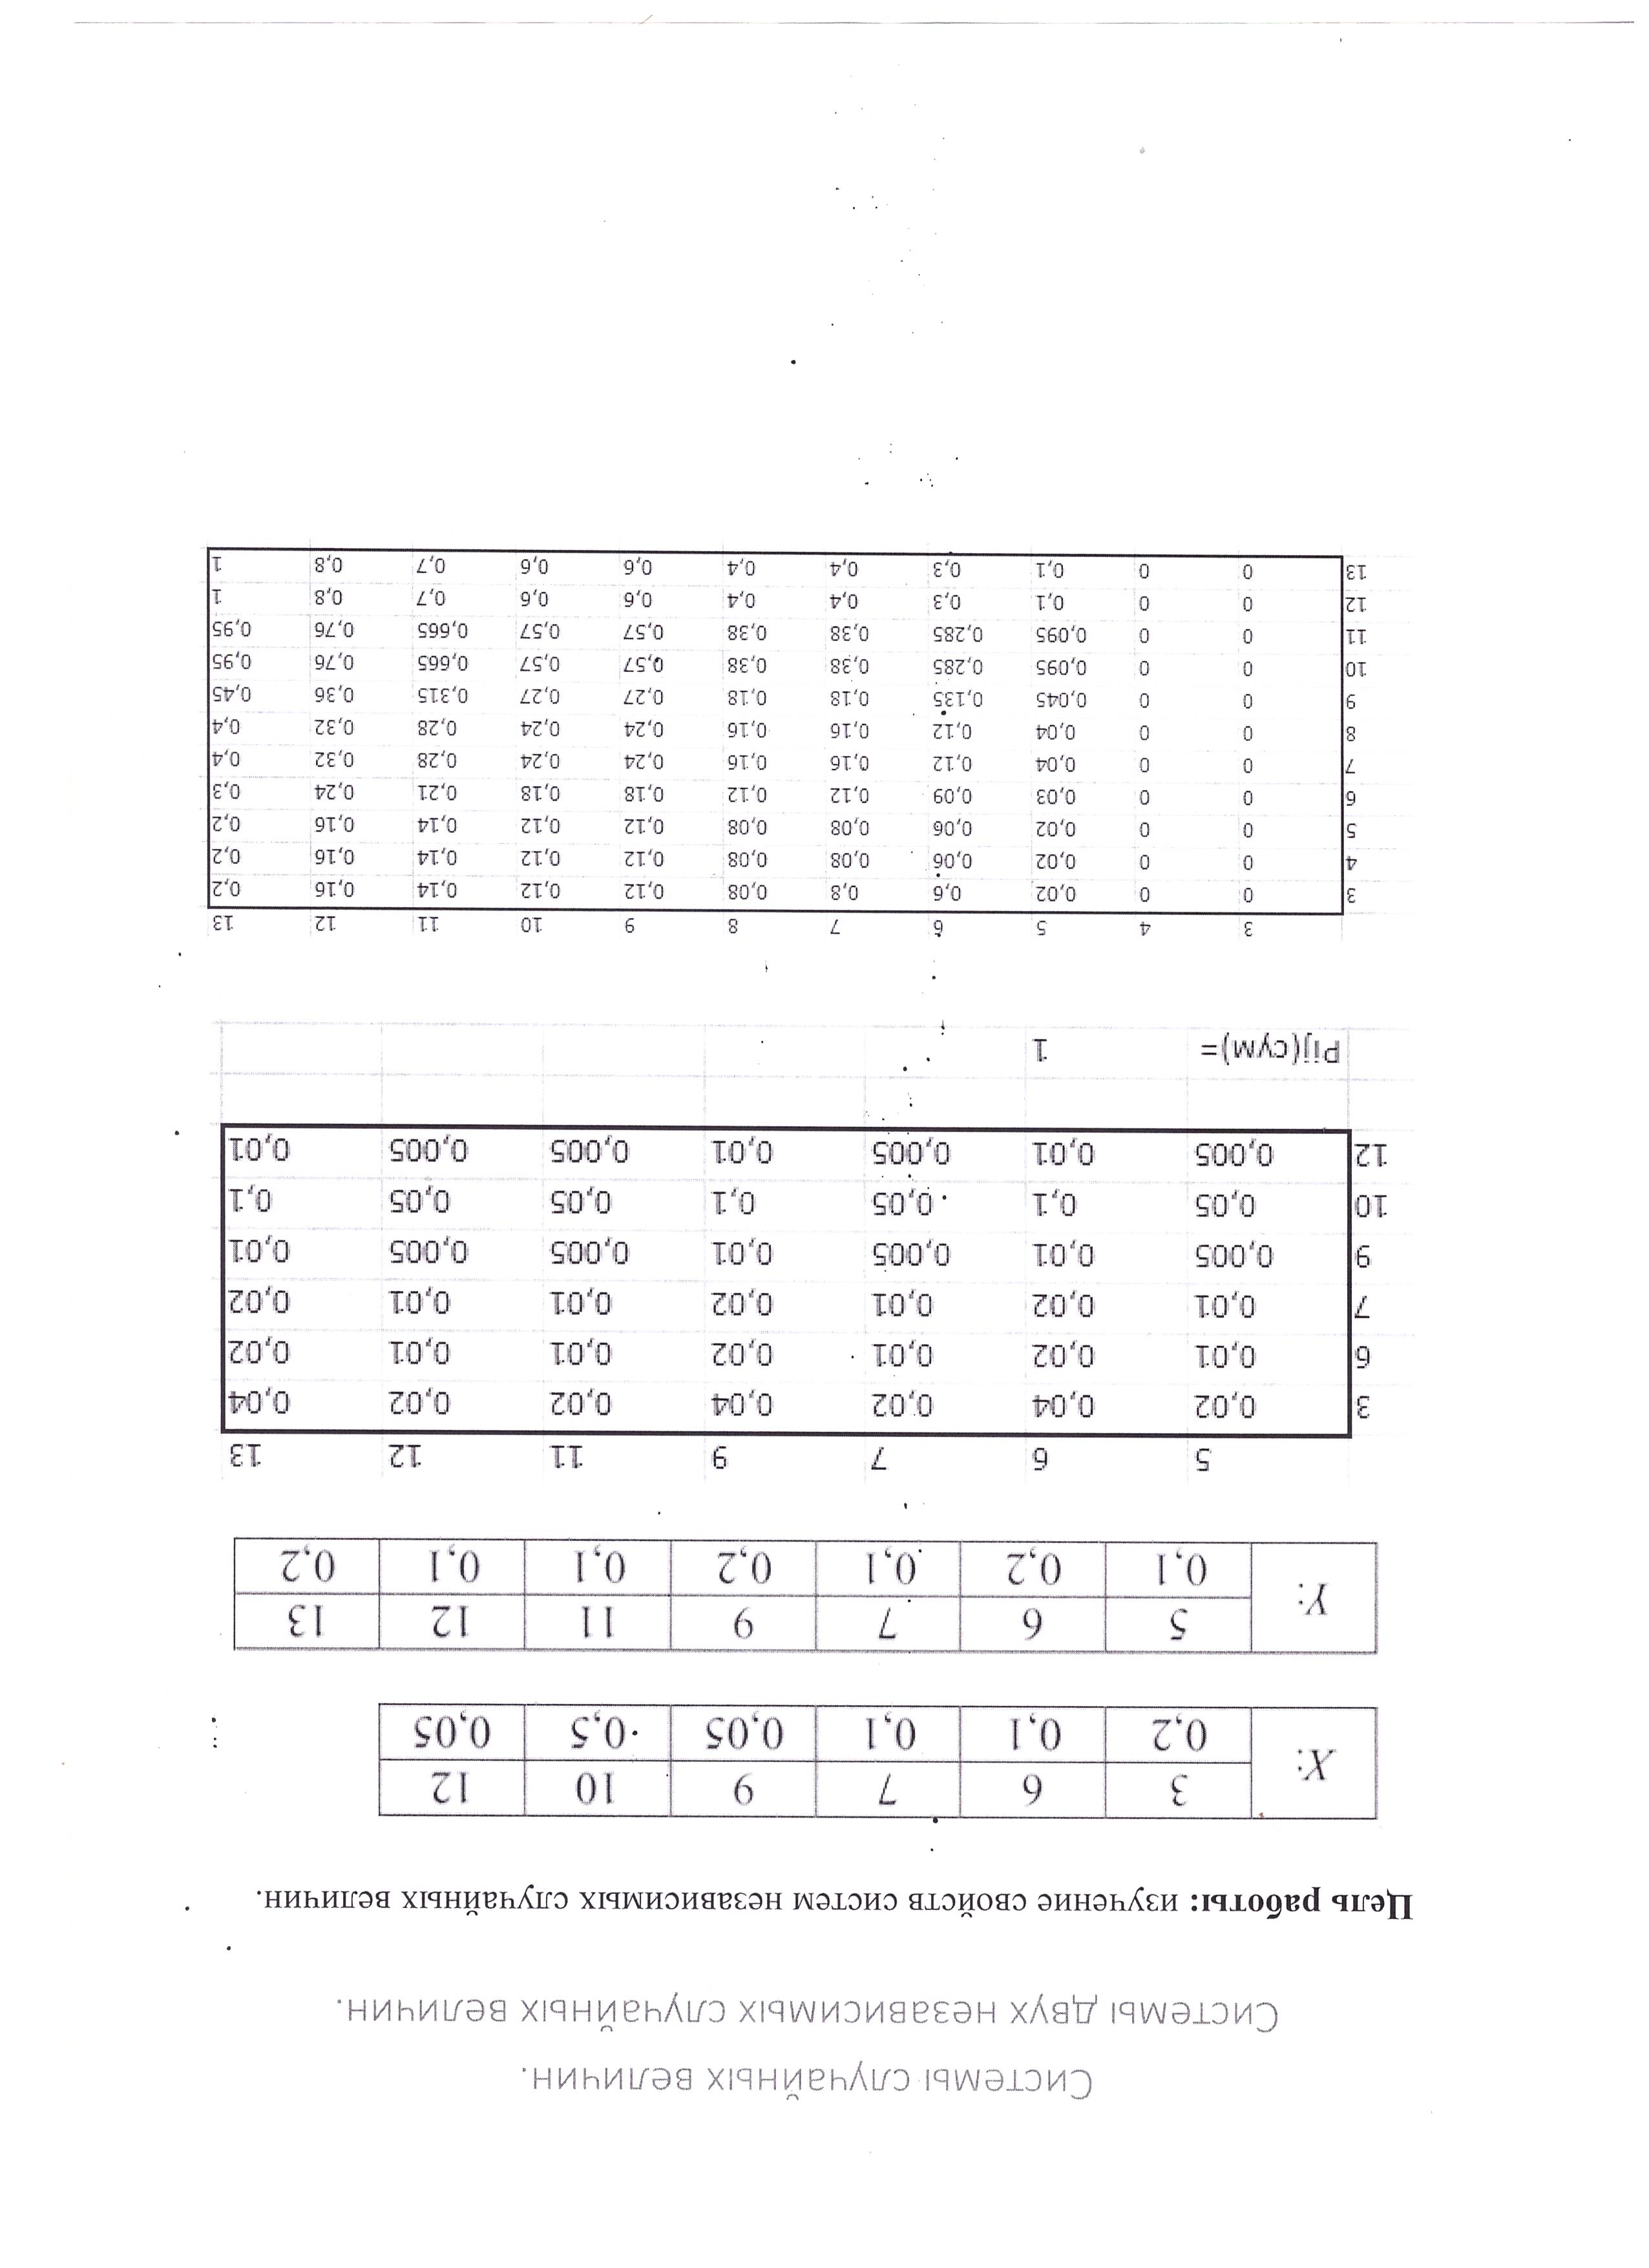 Системы случайных величин.
Системы двух независимых случайных величин.
Цель работы: изучение свойств систем независимых случайных величин.
X: 3 6 7 9 10 12
0,2 0,1 0,1 0,05 0,5 0,05
Y: 5 6 7 9 11 12 13
0,1 0,2 0,1 0,2 0,1 0,1 0,2
5 6 7 9 11 12 13
3 0,02 0,04 0,02 0,04 0,02 0,02 0,04
6 0,01 0,02 0,01 0,02 0,01 0,01 0,02
7 0,01 0,02 0,01 0,02 0,01 0,01 0,02
9 0,005 0,01 0,005 0,01 0,005 0,005 0,01
10 0,05 0,1 0,05 0,1 0,05 0,05 0,1
12 0,005 0,01 0,005 0,01 0,005 0,005 0,01
Pij(сум)= 1
3 4 5 6 7 8 9 10 11 12 13
3 0 0 0,02 0,6 0,8 0,08 0,12 0,12 0,14 0,16 0,2
4 0 0 0,02 0,06 0,08 0,08 0,12 0,12 0,14 0,16 0,2
5 0 0 0,02 0,06 0,08 0,08 0,12 0,12 0,14 0,16 0,2
6 0 0 0,03 0,09 0,12 0,12 0,18 0,18 0,21 0,24 0,3
7 0 0 0,04 0,12 0,16 0,16 0,24 0,24 0,28 0,32 0,4
8 0 0 0,04 0,12 0,16 0,16 0,24 0,24 0,28 0,32 0,4
9 0 0 0,045 0,135 0,18 0,18 0,27 0,27 0,315 0,36 0,45
10 0 0 0,095 0,285 0,38 0,38 0,57 0,57 0,665 0,76 0,95
11 0 0 0,095 0,285 0,38 0,38 0,57 0,57 0,665 0,76 0,95
12 0 0 0,1 0,3 0,4 0,4 0,6 0,6 0,7 0,8 1
13 0 0 0,1 0,3 0,4 0,4 0,6 0,6 0,7 0,8 1